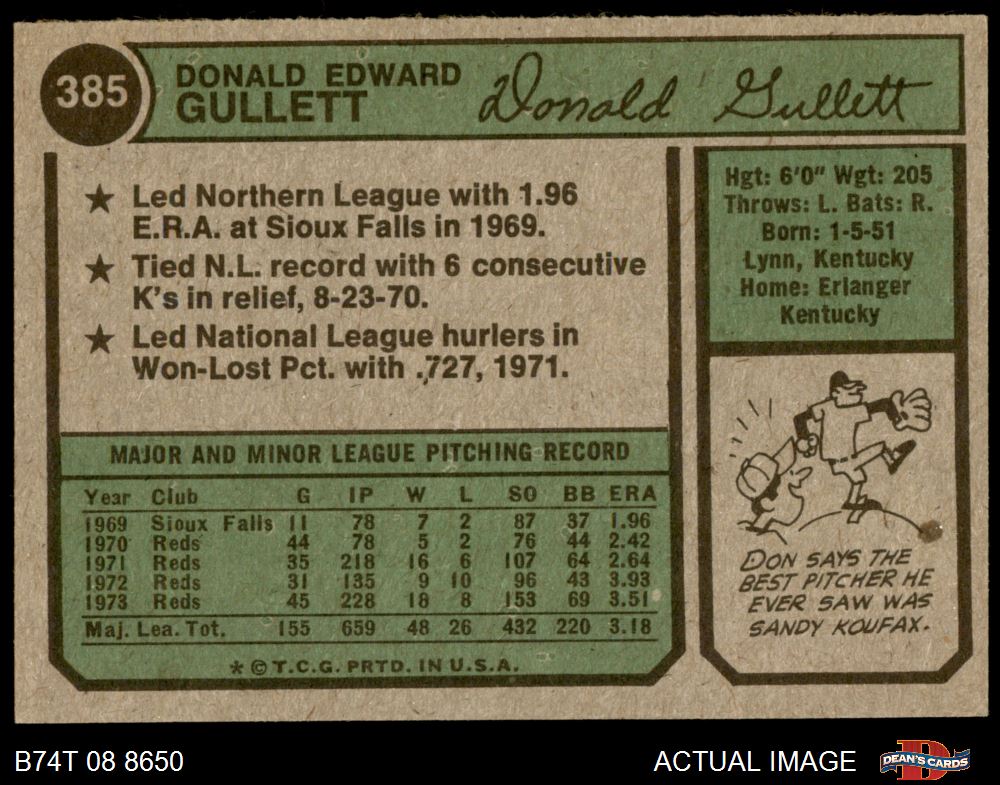 385
DONALD EDWARD
GULLETT
Donald Gullett
★ Led Northern League with 1.96
E.R.A. at Sioux Falls in 1969.
★ Tied N.L. record with 6 consecutive
K's in relief, 8-23-70.
★ Led National League hurlers in
Won-Lost Pct. with .727, 1971.
Hgt: 6'0" Wgt: 205
Throws: L. Bats: R.
Born: 1-5-51
Lynn, Kentucky
Home: Erlanger
Kentucky
MAJOR AND MINOR LEAGUE PITCHING RECORD
Year Club G IP W L SO BB ERA
1969 Sioux Falls 11 78 7 2 87 37 1.96
1970 Reds 44 78 5 2 76 44 2.42
1971 Reds 35 218 16 6 107 64 2.64
1972 Reds 31 135 9 10 96 43 3.93
1973 Reds 45 228 18 8 153 69 3.51
Maj. Lea. Tot. 155 659 48 26 432 220 3.18
* © T.C.G. PRTD. IN U.S.A.
DON SAYS THE
BEST PITCHER HE
EVER SAW WAS
SANDY KOUFAX.
B74T 08 8650
ACTUAL IMAGE
D
DEAN'S CARDS